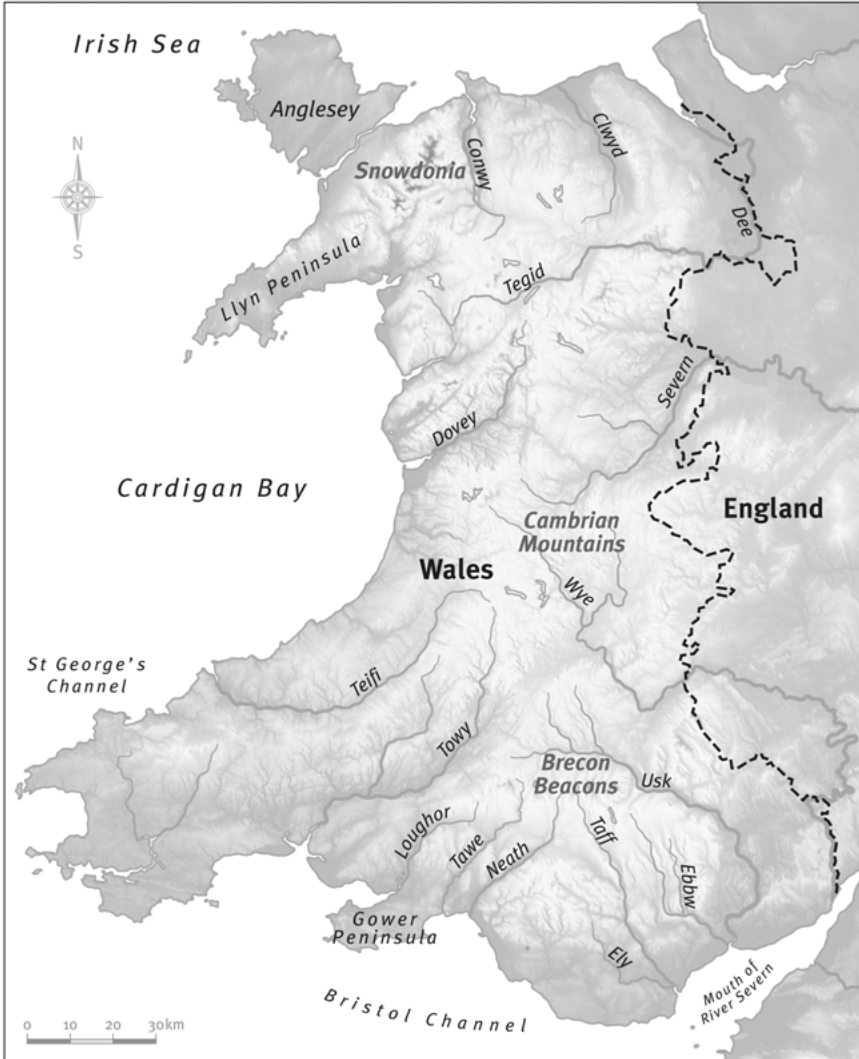 Irish Sea
Anglesey
N
S
Snowdonia
Conwy
Clwyd
Dee
Llyn Peninsula
Tegid
Severn
Dovey
Cardigan Bay
Cambrian
Mountains
England
Wales
Wye
St George's
Channel
Teifi
Towy
Brecon
Beacons
Usk
Loughor
Tawe
Neath
Taff
Ebbw
Gower
Peninsula
Ely
Mouth of
River Severn
Bristol Channel
0 10 20 30km